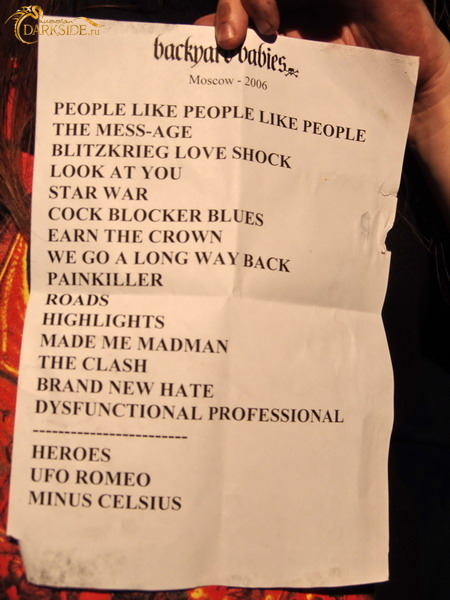 Russian
DARKSIDE.ru
backyard babies
Moscow - 2006
PEOPLE LIKE PEOPLE LIKE PEOPLE
THE MESS-AGE
BLITZKRIEG LOVE SHOCK
LOOK AT YOU
STAR WAR
COCK BLOCKER BLUES
EARN THE CROWN
WE GO A LONG WAY BACK
PAINKILLER
ROADS
HIGHLIGHTS
MADE ME MADMAN
THE CLASH
BRAND NEW HATE
DYSFUNCTIONAL PROFESSIONAL
--------------------------
HEROES
UFO ROMEO
MINUS CELSIUS